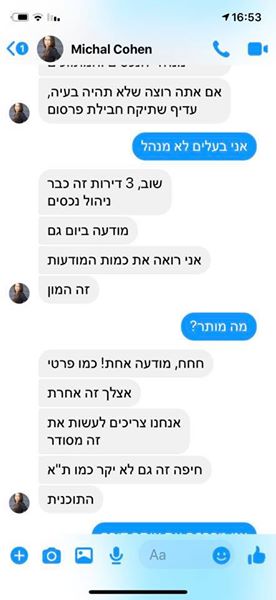 16:53
1
Michal Cohen
אם אתה רוצה שלא תהיה בעיה,
עדיף שתיקח חבילת פרסום
אני בעלים לא מנהל
שוב, 3 דירות זה כבר
ניהול נכסים
מודעה ביום גם
אני רואה את כמות המודעות
זה המון
מה מותר?
חחח, מודעה אחת! כמו פרטי
אצלך זה אחרת
אנחנו צריכים לעשות את
זה מסודר
חיפה זה גם לא יקר כמו ת"א
התוכנית
Aa